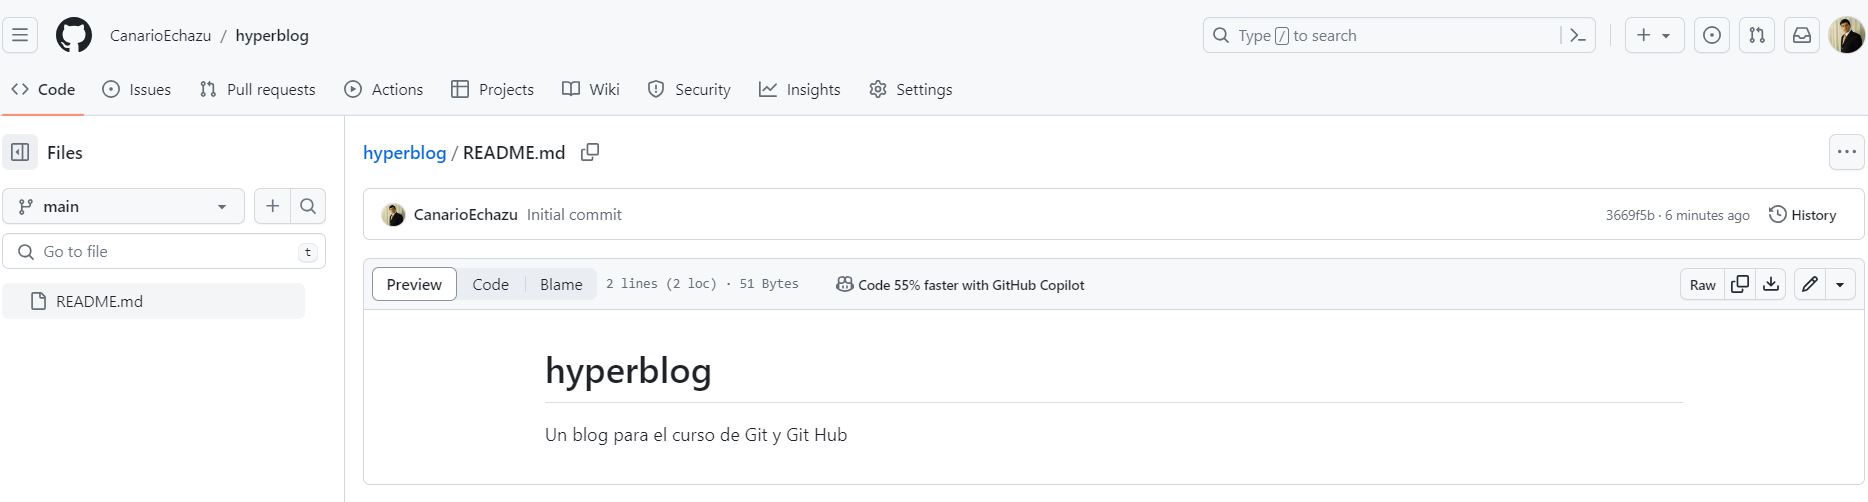 CanarioEchazu / hyperblog
Type / to search
Code Issues Pull requests Actions Projects Wiki Security Insights Settings
Files
main
Go to file t
README.md
hyperblog / README.md
CanarioEchazu Initial commit 3669f5b · 6 minutes ago History
Preview Code Blame 2 lines (2 loc) · 51 Bytes Code 55% faster with GitHub Copilot Raw
hyperblog
Un blog para el curso de Git y Git Hub